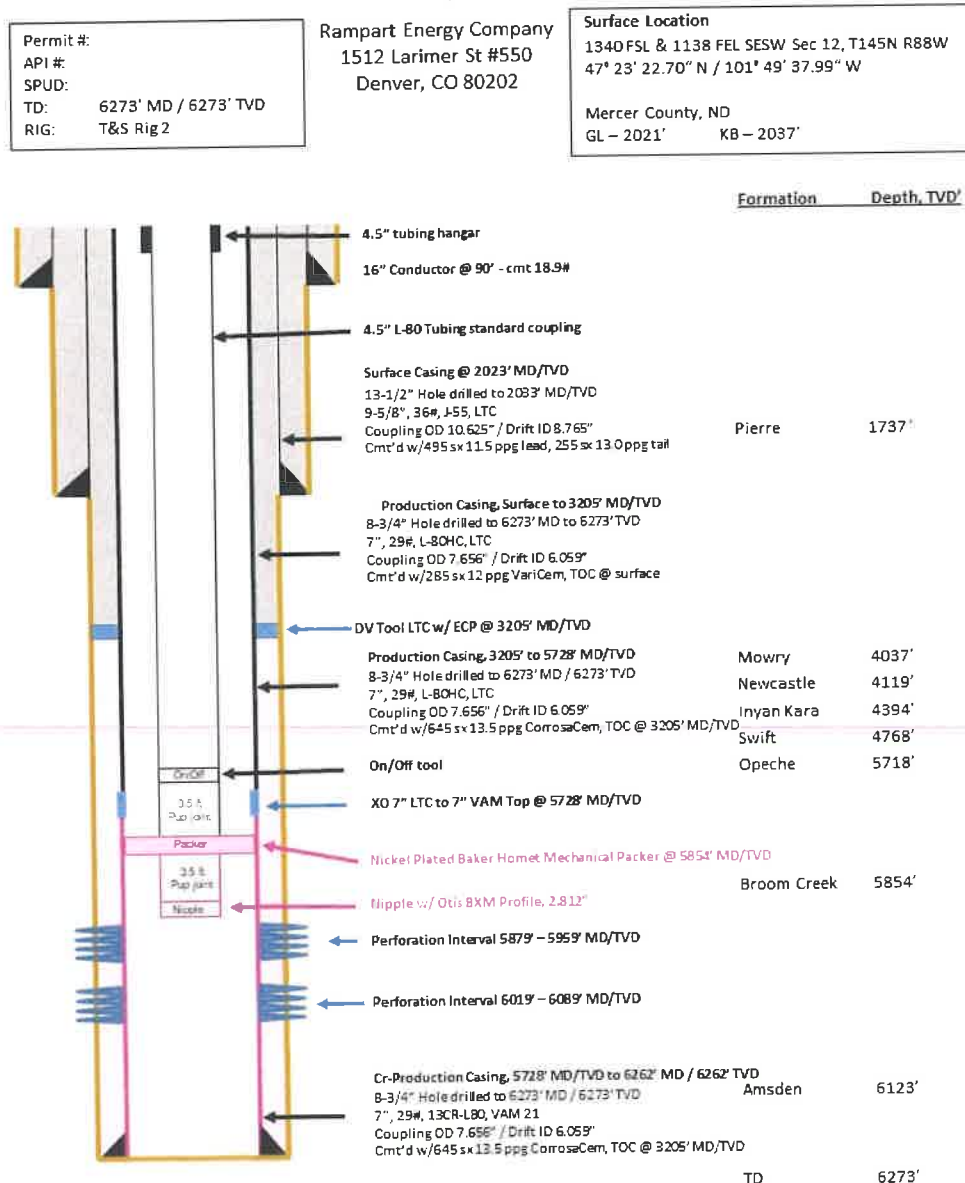 Permit #:
API #:
SPUD:
TD: 6273' MD / 6273' TVD
RIG: T&S Rig 2
Rampart Energy Company
1512 Larimer St #550
Denver, CO 80202
Surface Location
1340 FSL & 1138 FEL SESW Sec 12, T145N R88W
47° 23' 22.70" N / 101° 49' 37.99" W
Mercer County, ND
GL – 2021' KB – 2037'
Formation Depth, TVD'
4.5" tubing hangar
16" Conductor @ 90' - cmt 18.9#
4.5" L-80 Tubing standard coupling
Surface Casing @ 2023' MD/TVD
13-1/2" Hole drilled to 2033' MD/TVD
9-5/8", 36#, J-55, LTC
Coupling OD 10.625" / Drift ID 8.765"
Cmt'd w/495 sx 11.5 ppg lead, 255 sx 13.0 ppg tail
Pierre 1737'
Production Casing, Surface to 3205' MD/TVD
8-3/4" Hole drilled to 6273' MD to 6273' TVD
7", 29#, L-80HC, LTC
Coupling OD 7.656" / Drift ID 6.059"
Cmt'd w/285 sx 12 ppg VariCem, TOC @ surface
DV Tool LTC w/ ECP @ 3205' MD/TVD
Production Casing, 3205' to 5728' MD/TVD
8-3/4" Hole drilled to 6273' MD / 6273' TVD
7", 29#, L-80HC, LTC
Coupling OD 7.656" / Drift ID 6.059"
Cmt'd w/645 sx 13.5 ppg CorrosaCem, TOC @ 3205' MD/TVD
Mowry 4037'
Newcastle 4119'
Inyan Kara 4394'
Swift 4768'
Opeche 5718'
On/Off tool
On/Off
XO 7" LTC to 7" VAM Top @ 5728' MD/TVD
3.5 ft
Pup joint
Packer
Nickel Plated Baker Hornet Mechanical Packer @ 5854' MD/TVD
3.5 ft
Pup joint
Broom Creek 5854'
Nipple
Nipple w/ Otis BXM Profile, 2.812"
Perforation Interval 5879' – 5959' MD/TVD
Perforation Interval 6019' – 6089' MD/TVD
Cr-Production Casing, 5728' MD/TVD to 6262' MD / 6262' TVD
8-3/4" Hole drilled to 6273' MD / 6273' TVD
7", 29#, 13CR-L80, VAM 21
Coupling OD 7.656" / Drift ID 6.059"
Cmt'd w/645 sx 13.5 ppg CorrosaCem, TOC @ 3205' MD/TVD
Amsden 6123'
TD 6273'